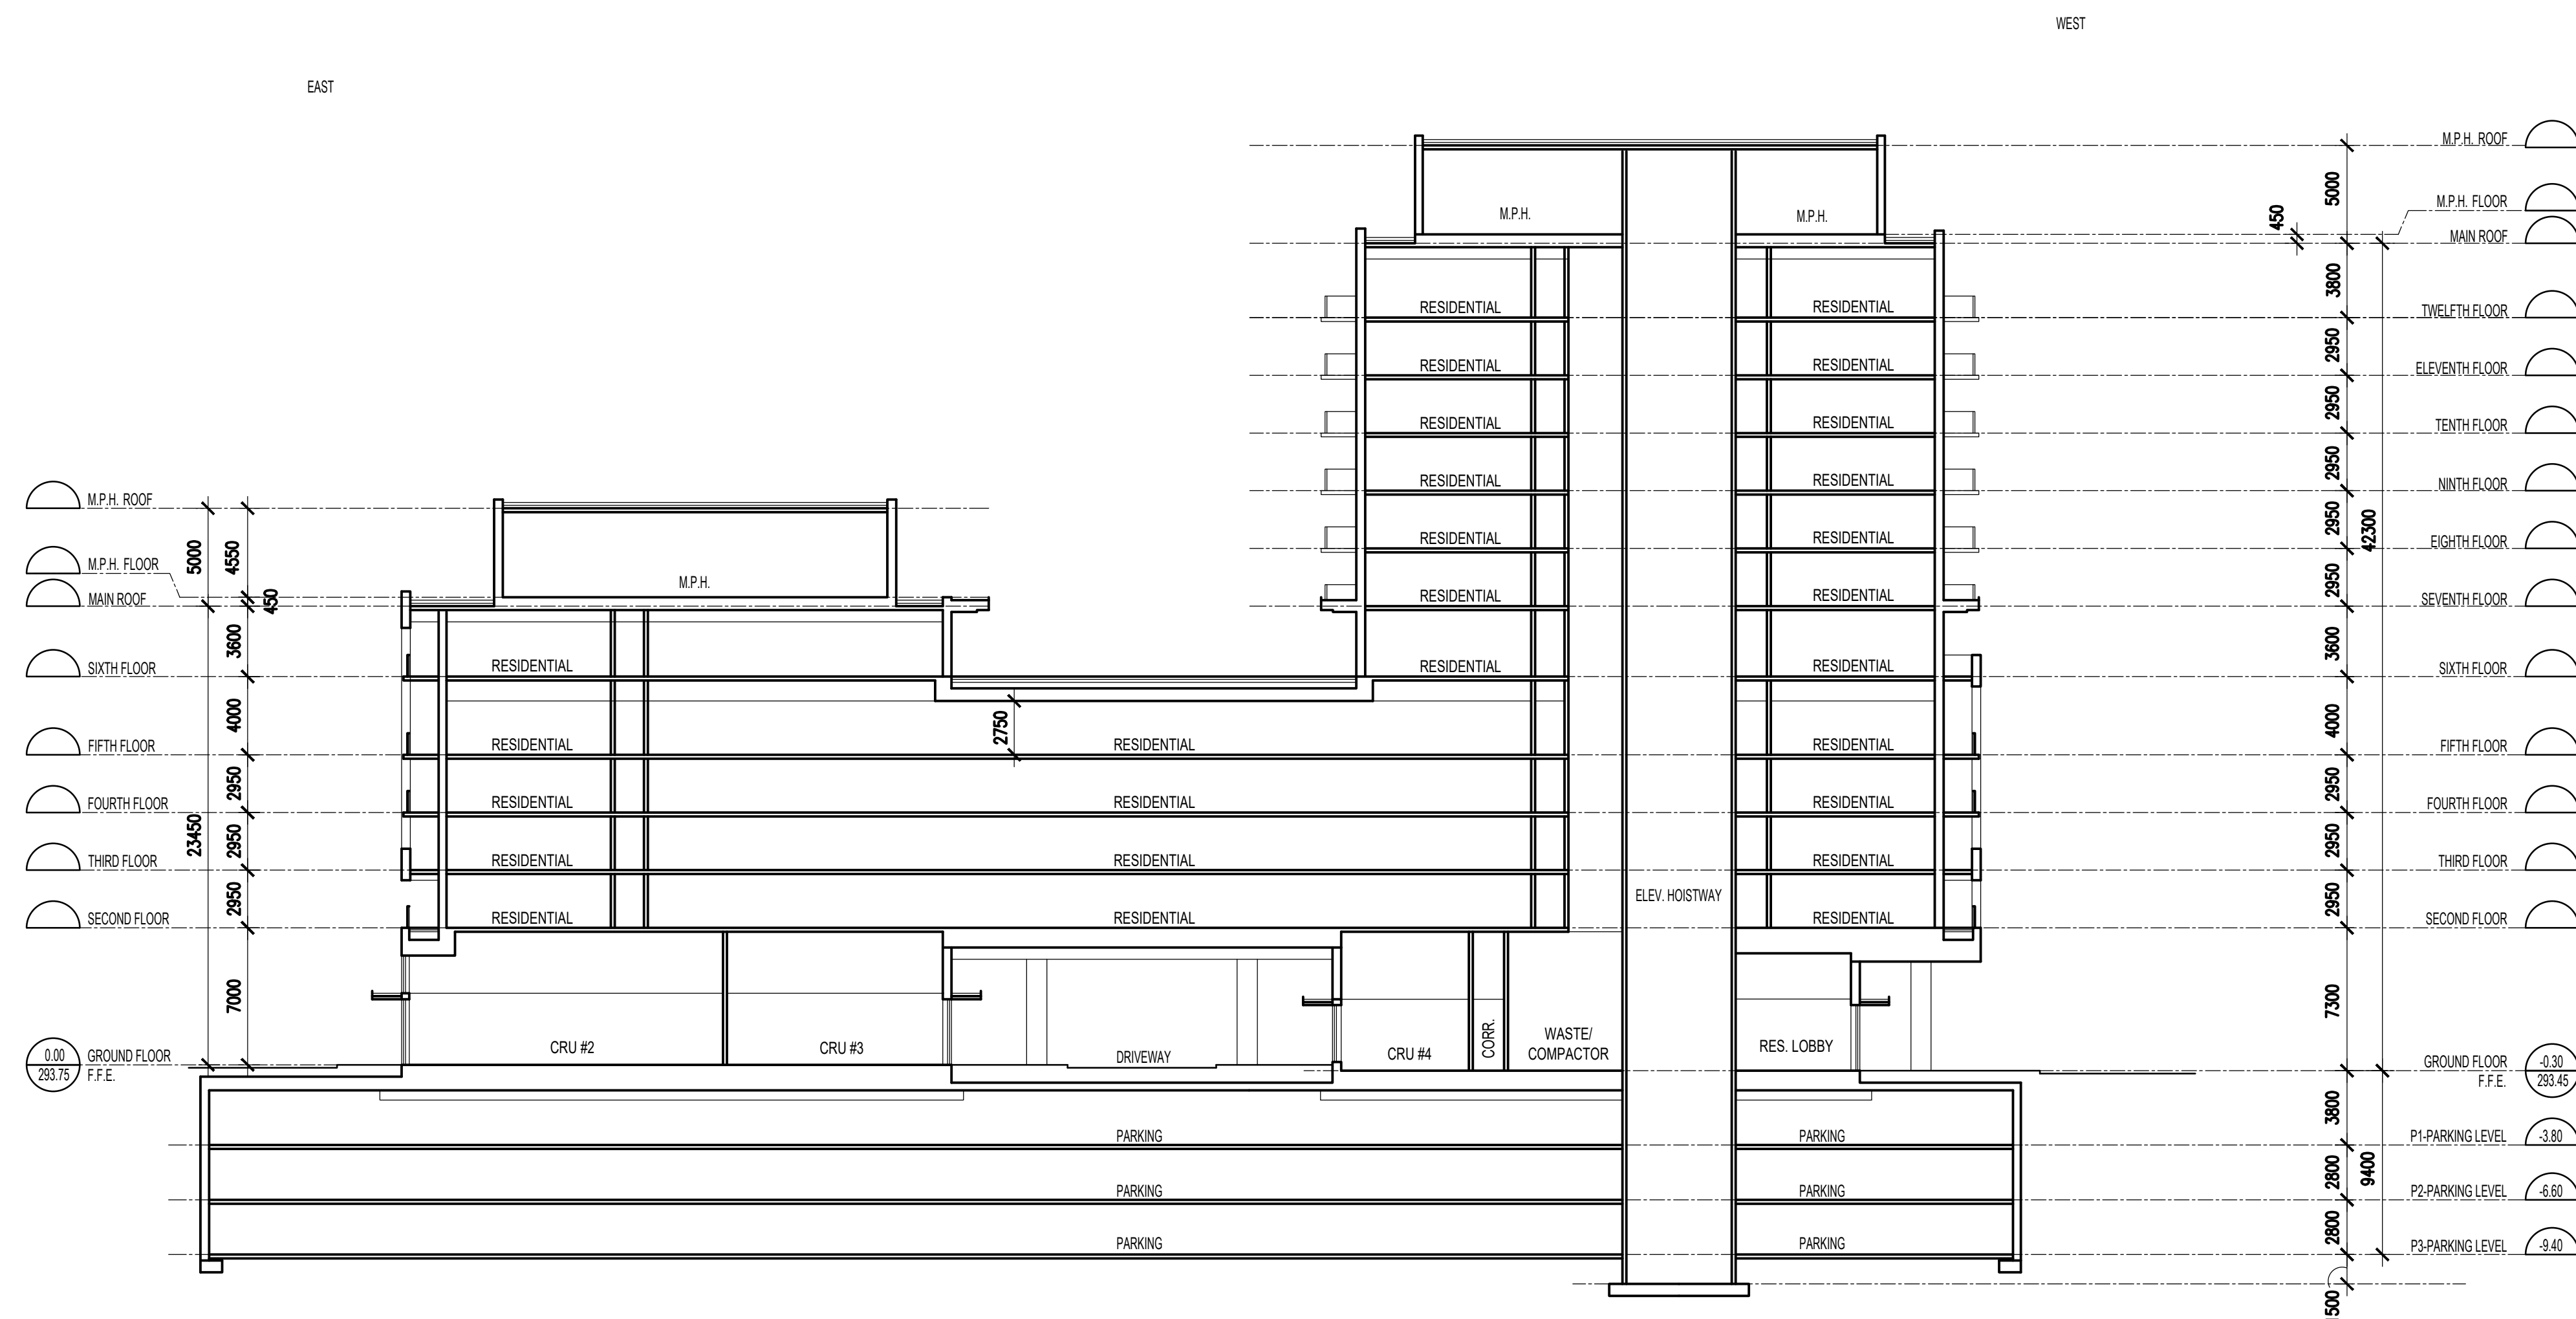 WEST
EAST
M.P.H. ROOF
5000
M.P.H. FLOOR
450
M.P.H.
M.P.H.
MAIN ROOF
3800
RESIDENTIAL
RESIDENTIAL
TWELFTH FLOOR
2950
RESIDENTIAL
RESIDENTIAL
ELEVENTH FLOOR
2950
RESIDENTIAL
RESIDENTIAL
TENTH FLOOR
2950
RESIDENTIAL
RESIDENTIAL
NINTH FLOOR
M.P.H. ROOF
2950
42300
RESIDENTIAL
RESIDENTIAL
EIGHTH FLOOR
5000
4550
M.P.H. FLOOR
M.P.H.
2950
MAIN ROOF
450
RESIDENTIAL
RESIDENTIAL
SEVENTH FLOOR
3600
3600
SIXTH FLOOR
RESIDENTIAL
RESIDENTIAL
RESIDENTIAL
SIXTH FLOOR
4000
2750
4000
FIFTH FLOOR
RESIDENTIAL
RESIDENTIAL
RESIDENTIAL
FIFTH FLOOR
2950
2950
FOURTH FLOOR
RESIDENTIAL
RESIDENTIAL
RESIDENTIAL
FOURTH FLOOR
23450
2950
2950
THIRD FLOOR
RESIDENTIAL
RESIDENTIAL
RESIDENTIAL
THIRD FLOOR
2950
ELEV. HOISTWAY
2950
SECOND FLOOR
RESIDENTIAL
RESIDENTIAL
RESIDENTIAL
SECOND FLOOR
7000
7300
0.00
293.75
GROUND FLOOR
F.F.E.
CRU #2
CRU #3
DRIVEWAY
CRU #4
CORR.
WASTE/
COMPACTOR
RES. LOBBY
GROUND FLOOR
F.F.E.
-0.30
293.45
3800
PARKING
PARKING
P1-PARKING LEVEL
-3.80
2800
9400
PARKING
PARKING
P2-PARKING LEVEL
-6.60
2800
PARKING
PARKING
P3-PARKING LEVEL
-9.40